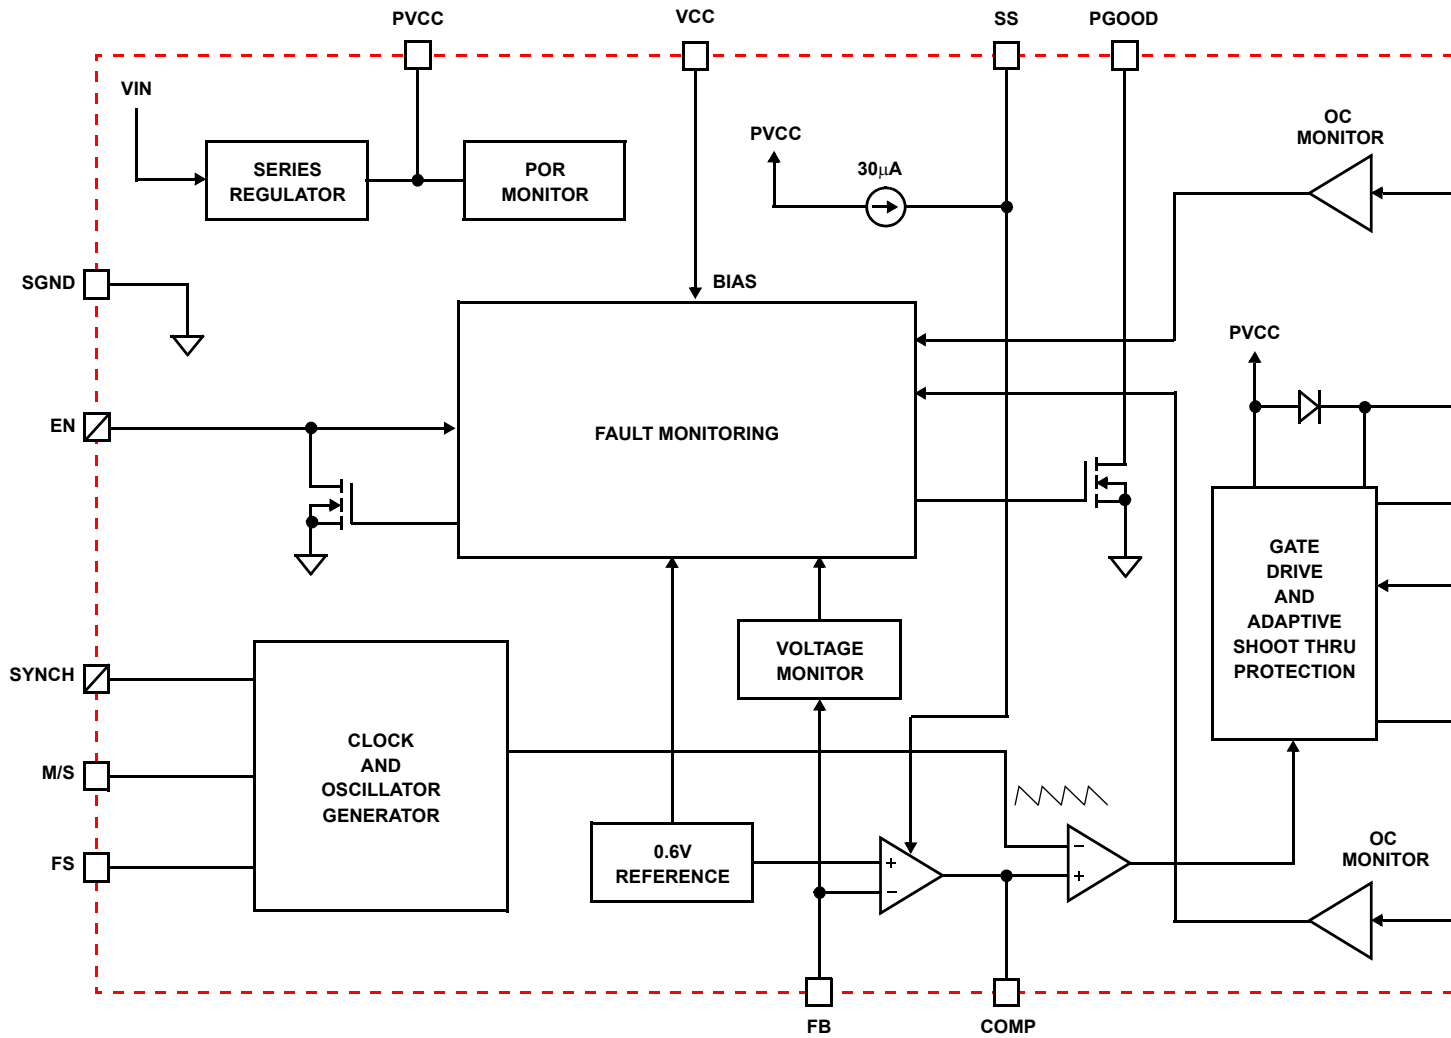 PVCC
VCC
SS
PGOOD
VIN
SERIES
REGULATOR
POR
MONITOR
PVCC
30µA
OC
MONITOR
SGND
BIAS
PVCC
EN
FAULT MONITORING
GATE
DRIVE
AND
ADAPTIVE
SHOOT THRU
PROTECTION
VOLTAGE
MONITOR
SYNCH
M/S
FS
CLOCK
AND
OSCILLATOR
GENERATOR
0.6V
REFERENCE
+
−
−
+
OC
MONITOR
FB
COMP